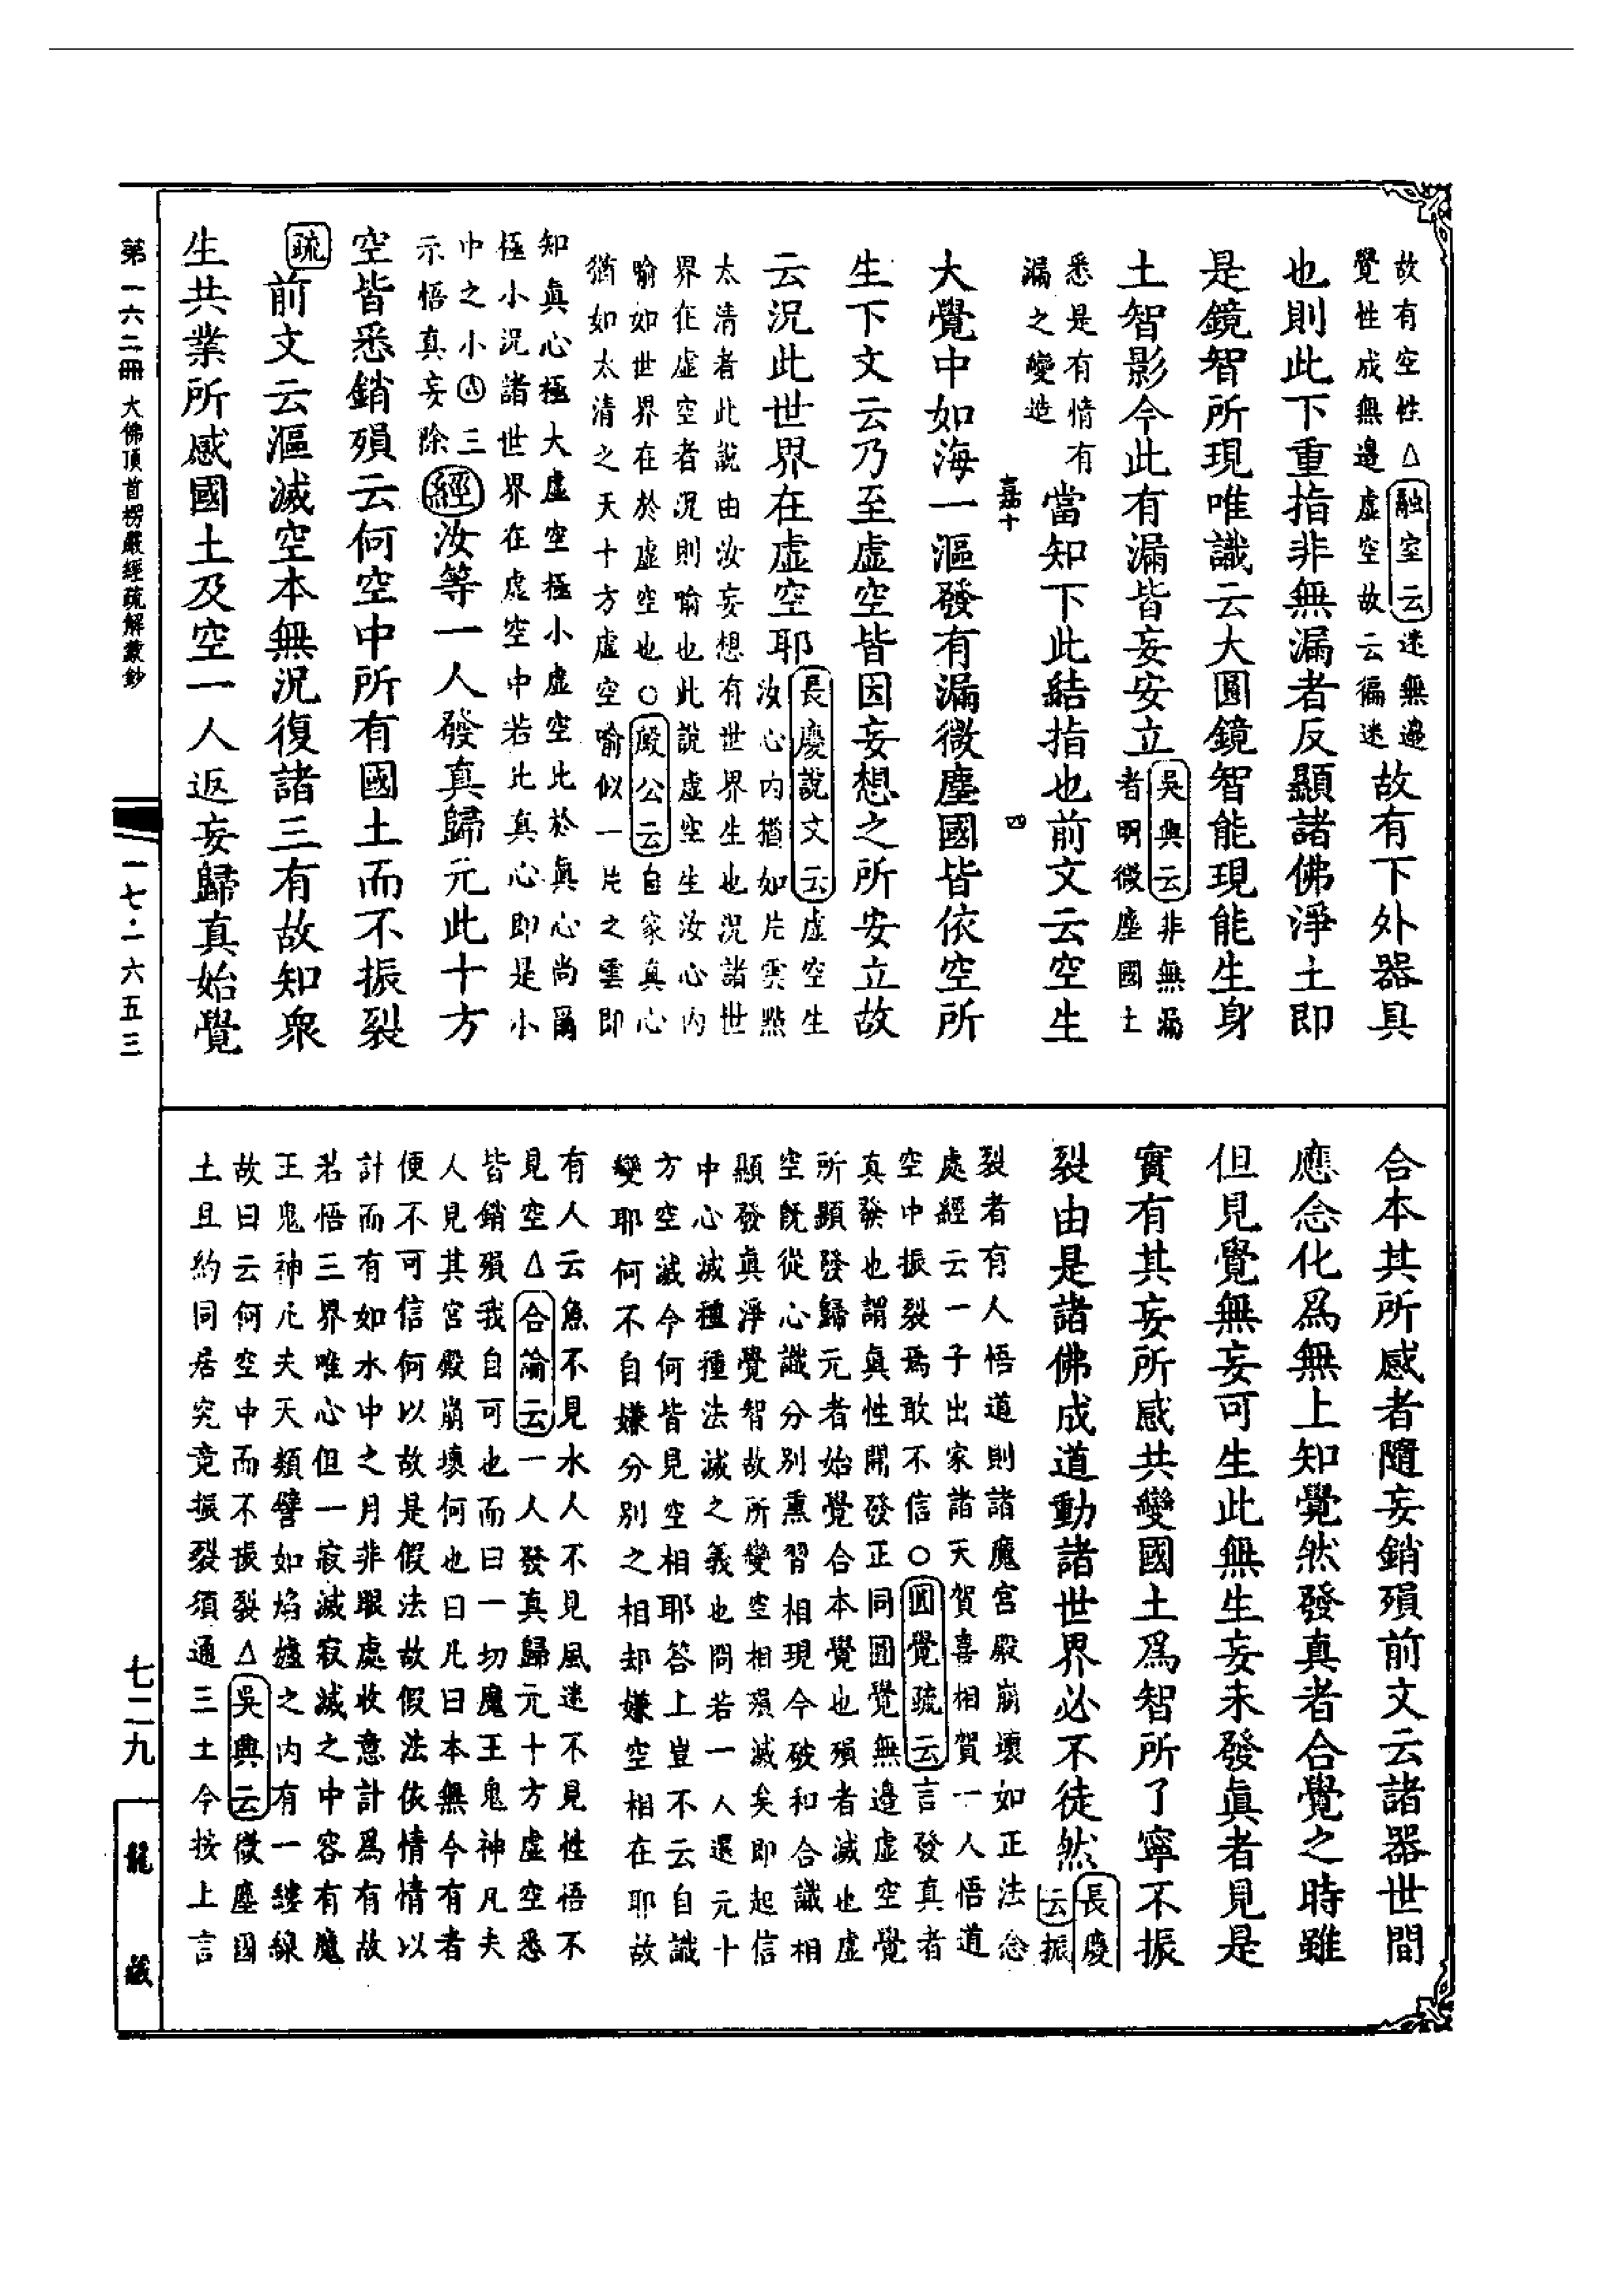 故有空性△融室云迷無邊
覺性成無邊虛空故云徧迷
故有下外器具
也則此下重指非無漏者反顯諸佛淨土即
是鏡智所現唯識云大圓鏡智能現能生身
土智影今此有漏皆妄安立
吳興云非無漏
者明微塵國土
悉是有情有
漏之變造
當知下此結指也前文云空生
嘉十 四
大覺中如海一漚發有漏微塵國皆依空所
生下文云乃至虛空皆因妄想之所安立故
云況此世界在虛空耶
長慶說文云虛空生
汝心內猶如片雲點
太清者此說由汝妄想有世界生也況諸世
界在虛空者況則喻也此說虛空生汝心內
喻如世界在於虛空也○殿公云自家真心
猶如太清之天十方虛空喻似一片之雲即
知真心極大虛空極小虛空比於真心尚爲
極小況諸世界在虛空中若比真心即是小
中之小△三
示悟真妄除
經汝等一人發真歸元此十方
空皆悉銷殞云何空中所有國土而不振裂
疏前文云漚滅空本無況復諸三有故知衆
生共業所感國土及空一人返妄歸真始覺
第一六二冊 大佛頂首楞嚴經疏解蒙鈔
一七·一六五三
合本其所感者隨妄銷殞前文云諸器世間
應念化爲無上知覺然發真者合覺之時雖
但見覺無妄可生此無生妄未發眞者見是
實有其妄所感共變國土爲智所了寧不振
裂由是諸佛成道動諸世界必不徒然
長慶
云振
裂者有人悟道則諸魔宮殿崩壞如正法念
處經云一子出家諸天賀喜相賀一人悟道
空中振裂焉敢不信○圓覺疏云言發真者
真發也謂真性開發正同圓覺無邊虛空覺
所顯發歸元者始覺合本覺也殞者滅也虛
空旣從心識分別熏習相現今破和合識相
顯發真淨覺智故所變空相殞滅矣即起信
中心滅種種法滅之義也問若一人還元十
方空滅今何皆見空相耶答上豈不云自識
變耶何不自嫌分別之相却嫌空相在耶故
有人云魚不見水人不見風迷不見性悟不
見空△合論云一人發真歸元十方虛空悉
皆銷殞我自可也而曰一切魔王鬼神凡夫
人見其宮殿崩壞何也曰凡曰本無今有者
便不可信何以故是假法故假法依情情以
計而有如水中之月非眼處收意計爲有故
若悟三界唯心但一寂滅寂滅之中容有魔
王鬼神凡夫天類譬如焰爐之內有一縷線
故曰云何空中而不振裂△吳興云微塵國
土且約同居究竟振裂須通三土今按上言
七二九
龍藏